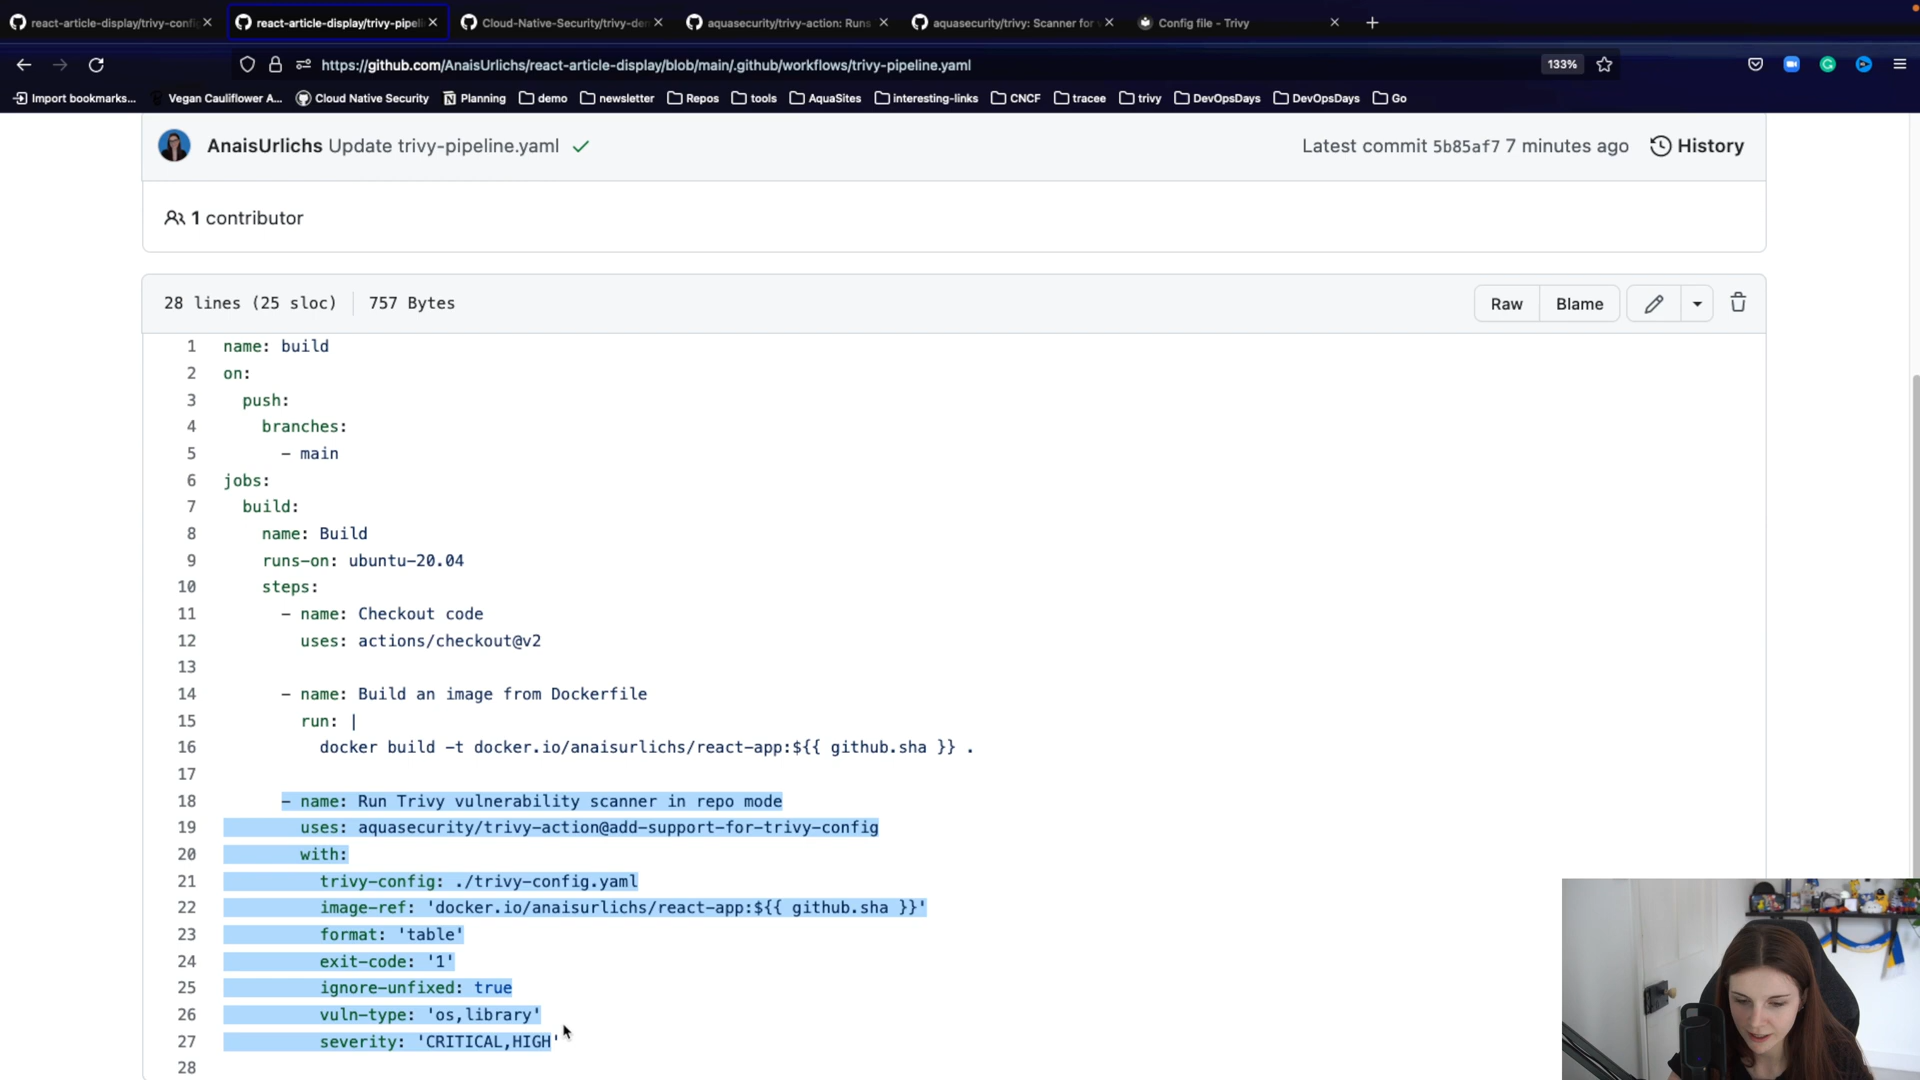 react-article-display/trivy-conf
react-article-display/trivy-pipeli
Cloud-Native-Security/trivy-de
aquasecurity/trivy-action: Runs
aquasecurity/trivy: Scanner for
Config file - Trivy
https://github.com/AnaisUrlichs/react-article-display/blob/main/.github/workflows/trivy-pipeline.yaml
133%
Import bookmarks...
Vegan Cauliflower A...
Cloud Native Security
Planning
demo
newsletter
Repos
tools
AquaSites
interesting-links
CNCF
tracee
trivy
DevOpsDays
DevOpsDays
Go
AnaisUrlichs Update trivy-pipeline.yaml
Latest commit 5b85af7 7 minutes ago
History
1 contributor
28 lines (25 sloc)
757 Bytes
Raw
Blame
1 name: build
2 on:
3 push:
4 branches:
5 - main
6 jobs:
7 build:
8 name: Build
9 runs-on: ubuntu-20.04
10 steps:
11 - name: Checkout code
12 uses: actions/checkout@v2
13
14 - name: Build an image from Dockerfile
15 run: |
16 docker build -t docker.io/anaisurlichs/react-app:${{ github.sha }} .
17
18 - name: Run Trivy vulnerability scanner in repo mode
19 uses: aquasecurity/trivy-action@add-support-for-trivy-config
20 with:
21 trivy-config: ./trivy-config.yaml
22 image-ref: 'docker.io/anaisurlichs/react-app:${{ github.sha }}'
23 format: 'table'
24 exit-code: '1'
25 ignore-unfixed: true
26 vuln-type: 'os,library'
27 severity: 'CRITICAL,HIGH'
28